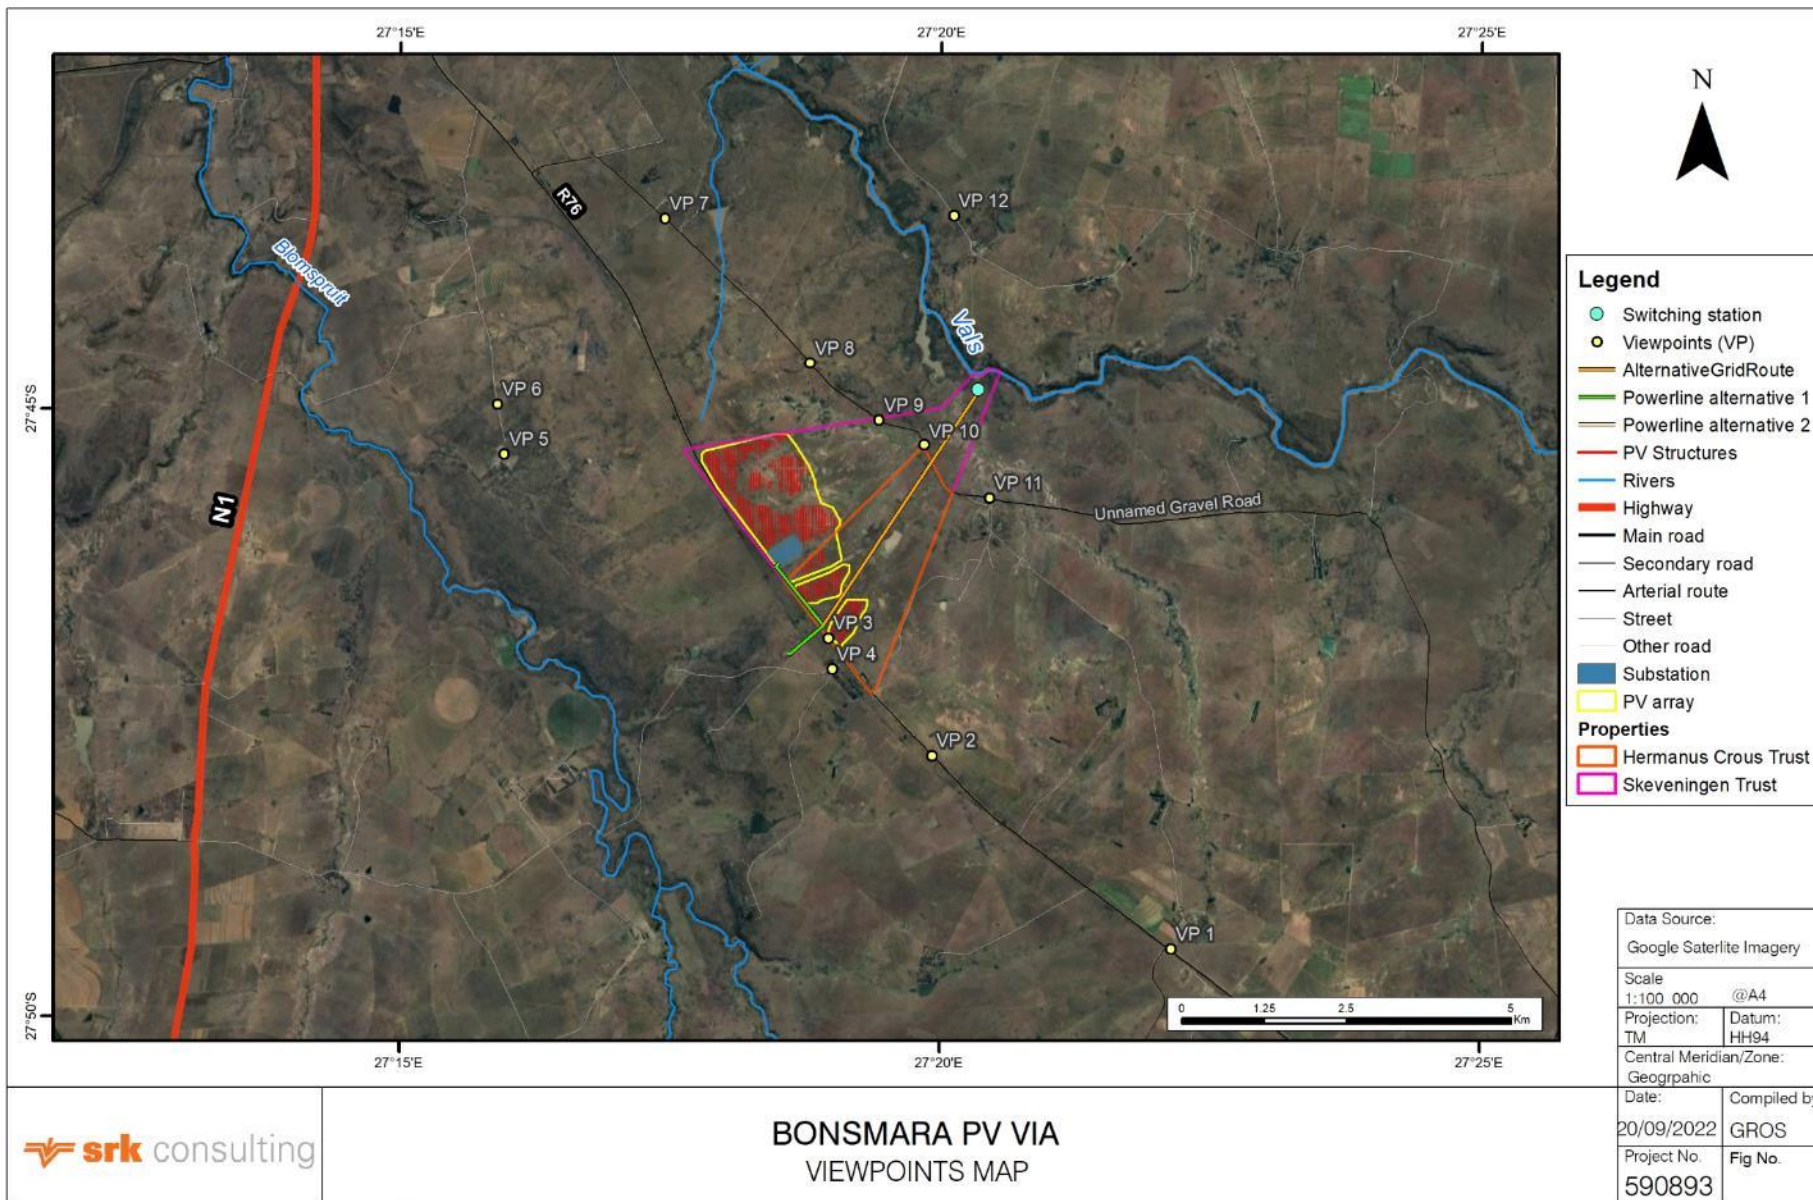 27°15'E
27°20'E
27°25'E
N
R76
VP 7
VP 12
Blomspruit
Vals
VP 8
VP 6
VP 9
27°45'S
VP 10
VP 5
VP 11
N1
Unnamed Gravel Road
VP 3
VP 4
VP 2
VP 1
27°50'S
0 1.25 2.5 5
Km
27°15'E
27°20'E
27°25'E
Legend
Switching station
Viewpoints (VP)
AlternativeGridRoute
Powerline alternative 1
Powerline alternative 2
PV Structures
Rivers
Highway
Main road
Secondary road
Arterial route
Street
Other road
Substation
PV array
Properties
Hermanus Crous Trust
Skeveningen Trust
Data Source:
Google Saterlite Imagery
Scale
1:100 000 @A4
Projection: Datum:
TM HH94
Central Meridian/Zone:
Geogrpahic
Date: Compiled by
20/09/2022 GROS
Project No. Fig No.
590893
srk consulting
BONSMARA PV VIA
VIEWPOINTS MAP